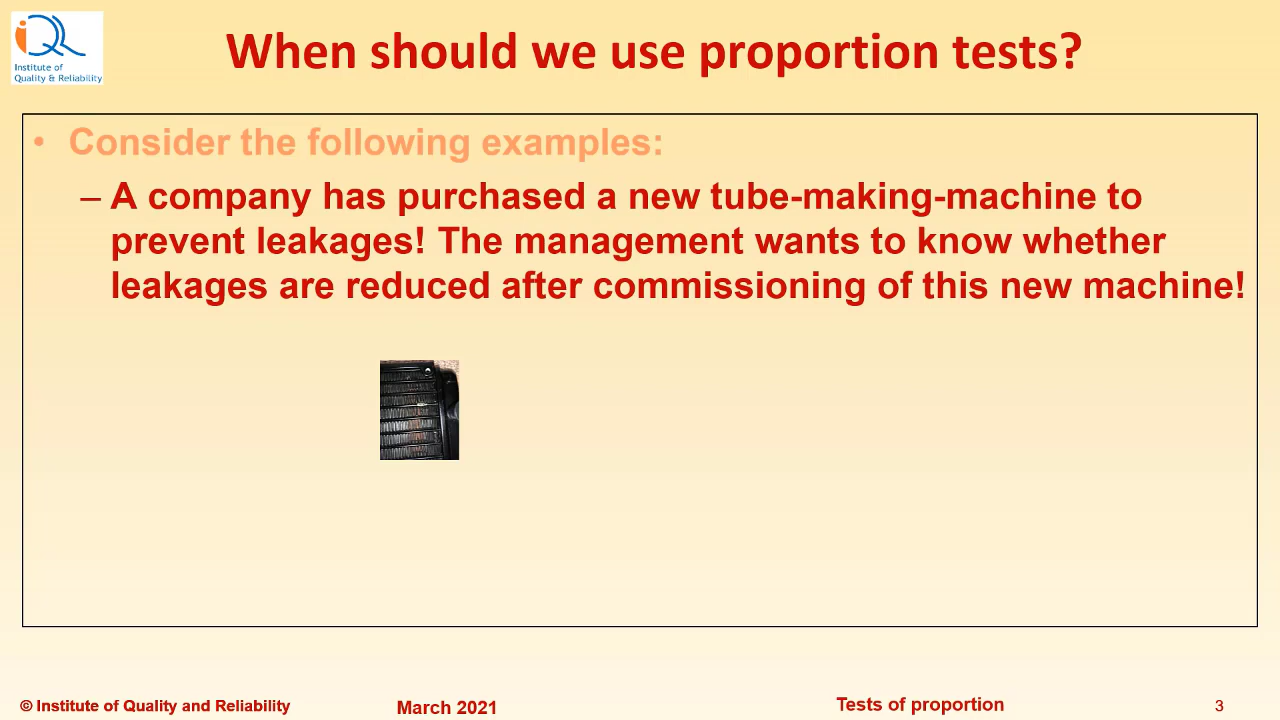 iQR
Institute of
Quality & Reliability
When should we use proportion tests?
• Consider the following examples:
– A company has purchased a new tube-making-machine to
prevent leakages! The management wants to know whether
leakages are reduced after commissioning of this new machine!
© Institute of Quality and Reliability
March 2021
Tests of proportion
3